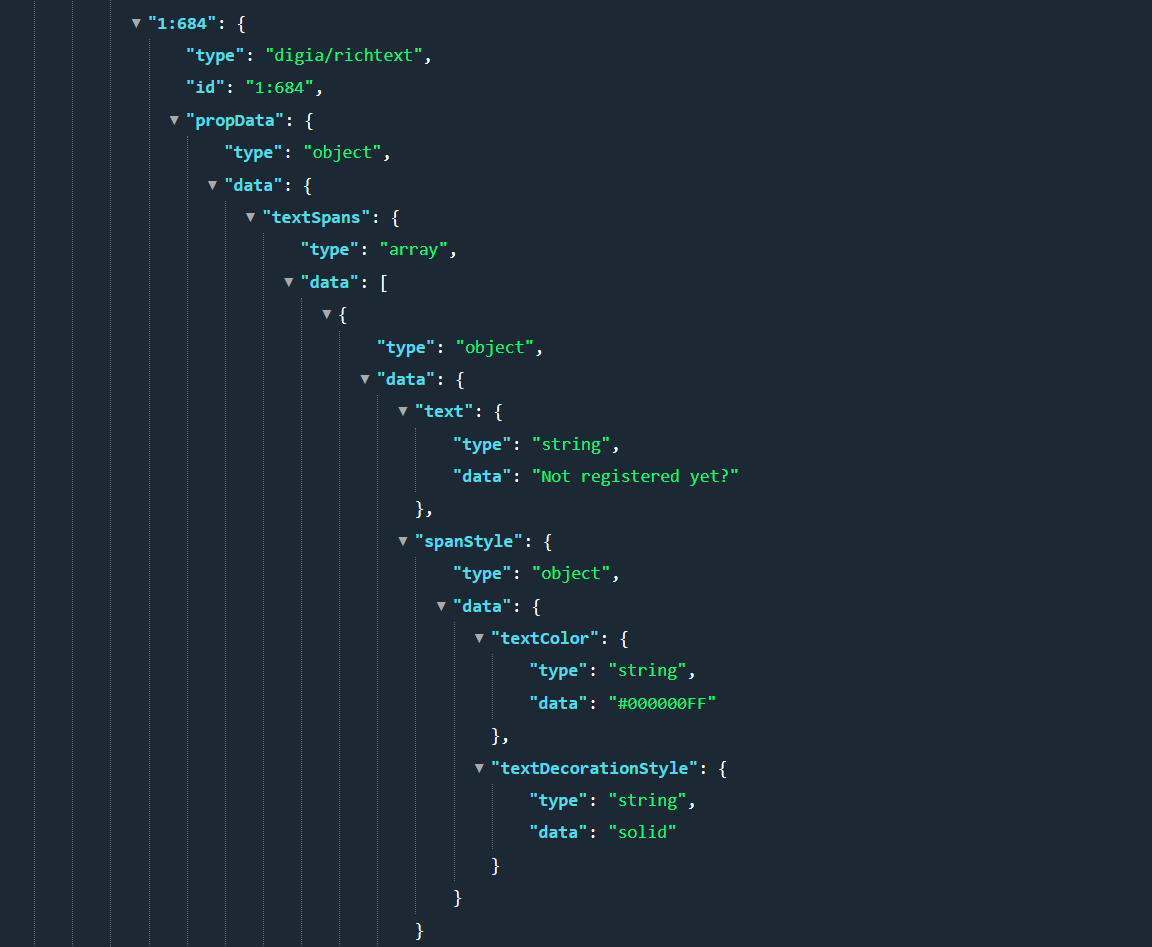 ▼ "1:684": {
"type": "digia/richtext",
"id": "1:684",
▼ "propData": {
"type": "object",
▼ "data": {
▼ "textSpans": {
"type": "array",
▼ "data": [
▼ {
"type": "object",
▼ "data": {
▼ "text": {
"type": "string",
"data": "Not registered yet?"
},
▼ "spanStyle": {
"type": "object",
▼ "data": {
▼ "textColor": {
"type": "string",
"data": "#000000FF"
},
▼ "textDecorationStyle": {
"type": "string",
"data": "solid"
}
}
}